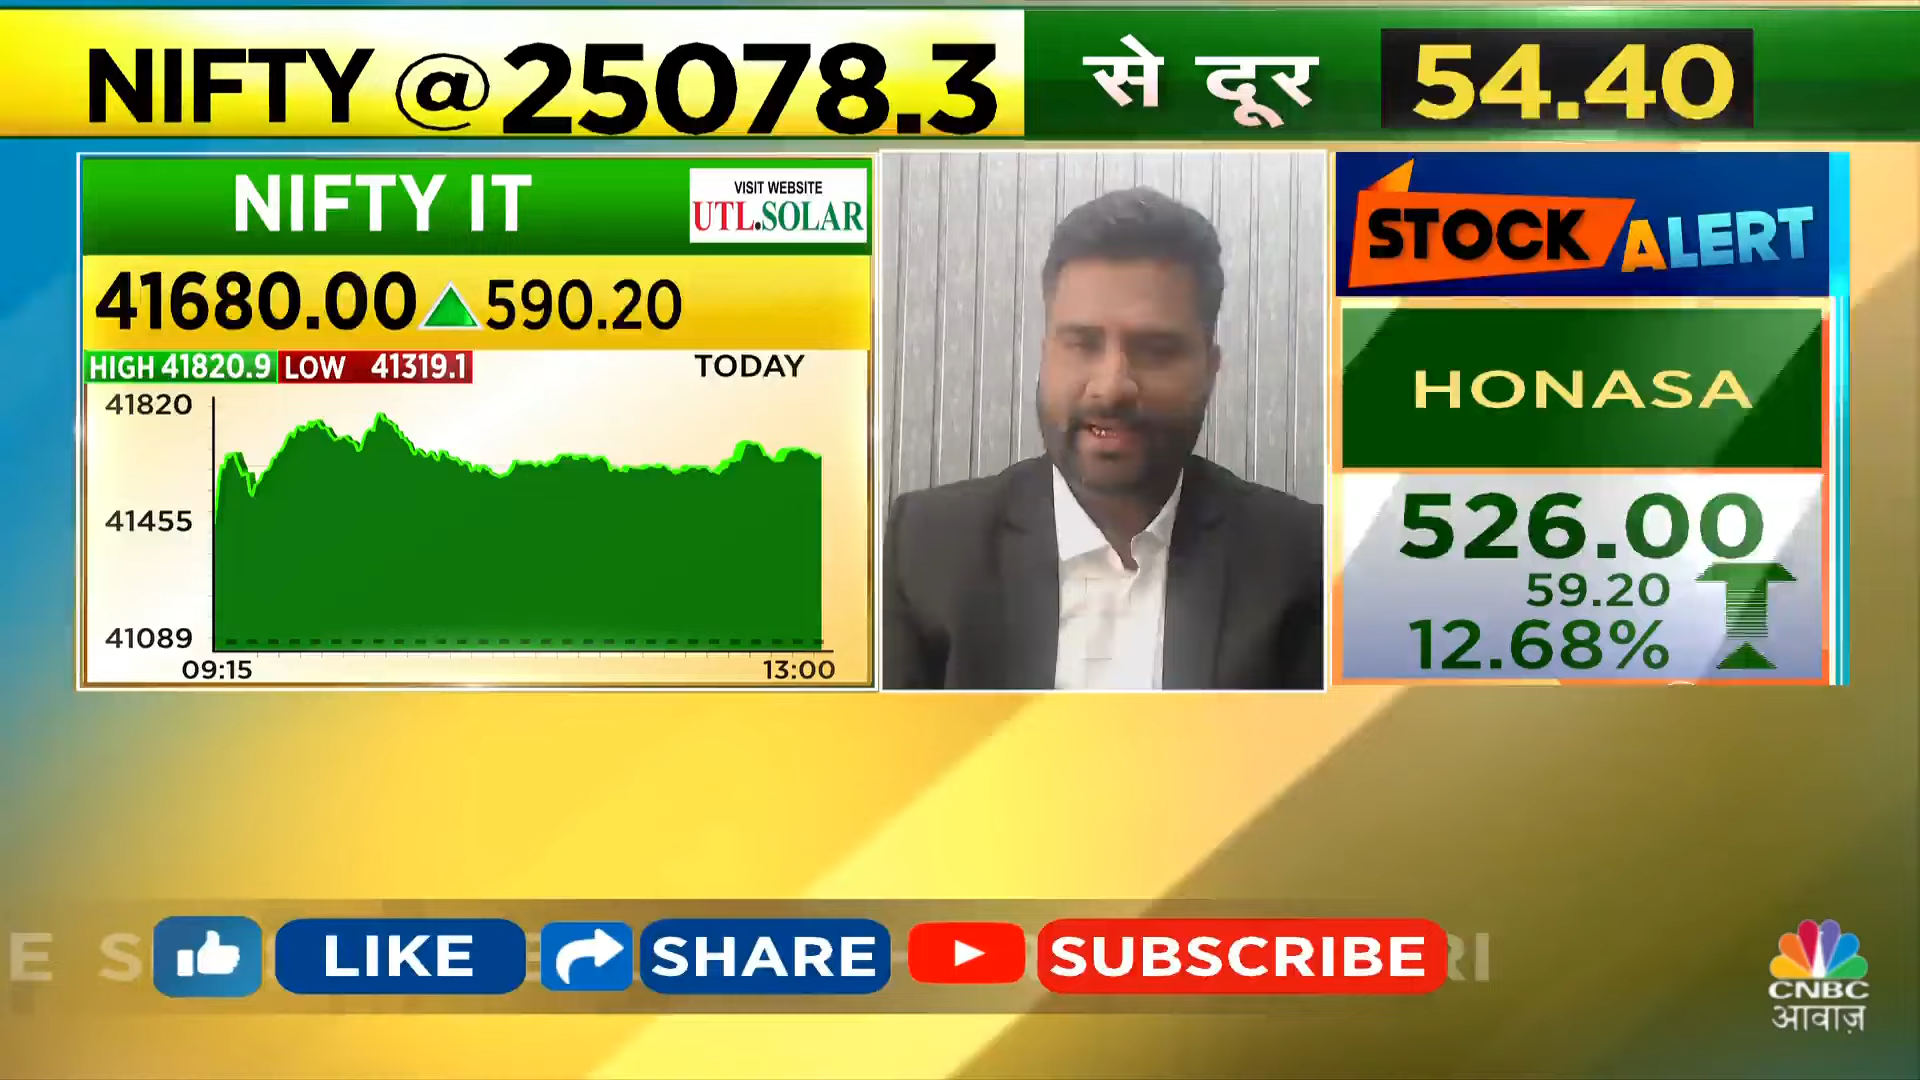 NIFTY @ 25078.3 से दूर 54.40
NIFTY IT
VISIT WEBSITE
UTL.SOLAR
41680.00 590.20
HIGH 41820.9 LOW 41319.1 TODAY
41820
41455
41089
09:15 13:00
STOCK ALERT
HONASA
526.00
59.20
12.68%
LIKE SHARE SUBSCRIBE
CNBC
आवाज़